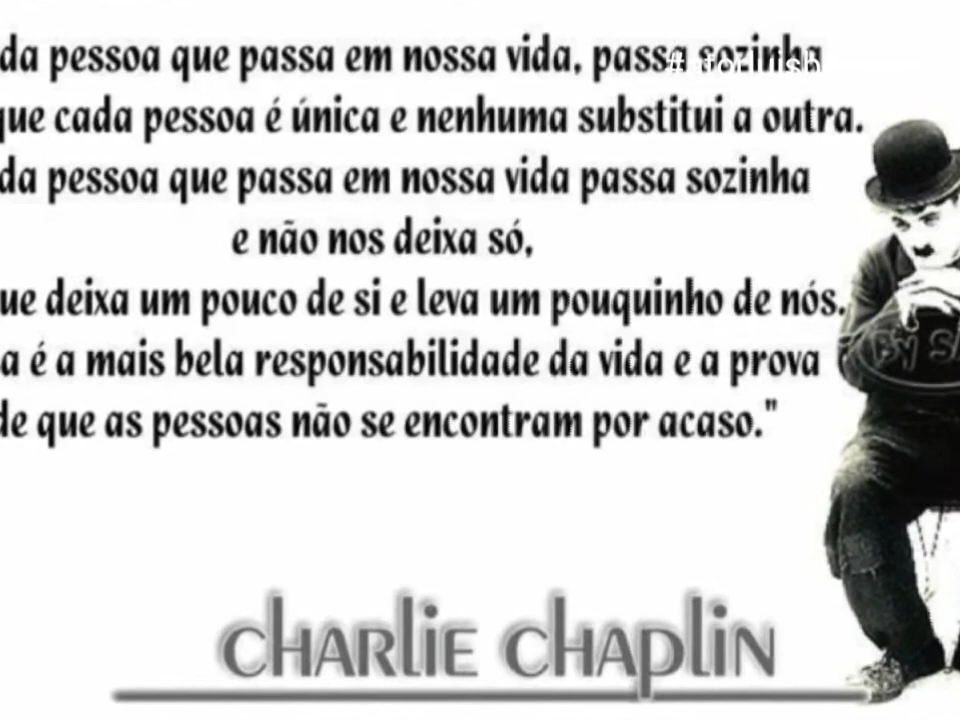 da pessoa que passa em nossa vida, passa sozinha
que cada pessoa é única e nenhuma substitui a outra.
da pessoa que passa em nossa vida passa sozinha
e não nos deixa só,
ue deixa um pouco de si e leva um pouquinho de nós.
a é a mais bela responsabilidade da vida e a prova
de que as pessoas não se encontram por acaso."
By
CHARLIE CHAPLIN